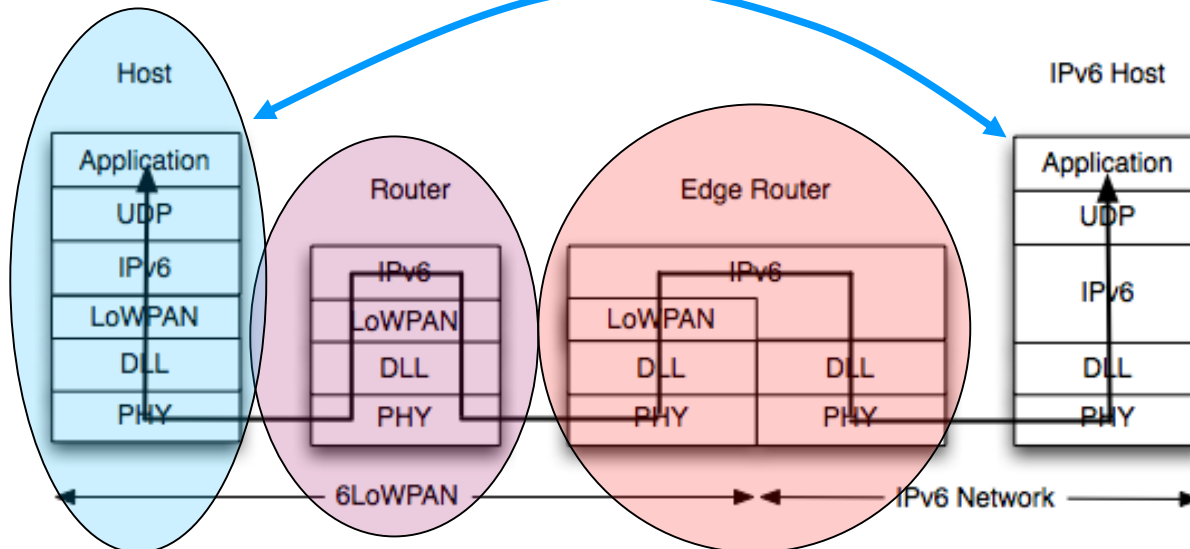 Host
Application
UDP
IPv6
LoWPAN
DLL
PHY
Router
IPv6
LoWPAN
DLL
PHY
Edge Router
IPv6
LoWPAN
DLL
PHY
DLL
PHY
IPv6 Host
Application
UDP
IPv6
DLL
PHY
6LoWPAN
IPv6 Network